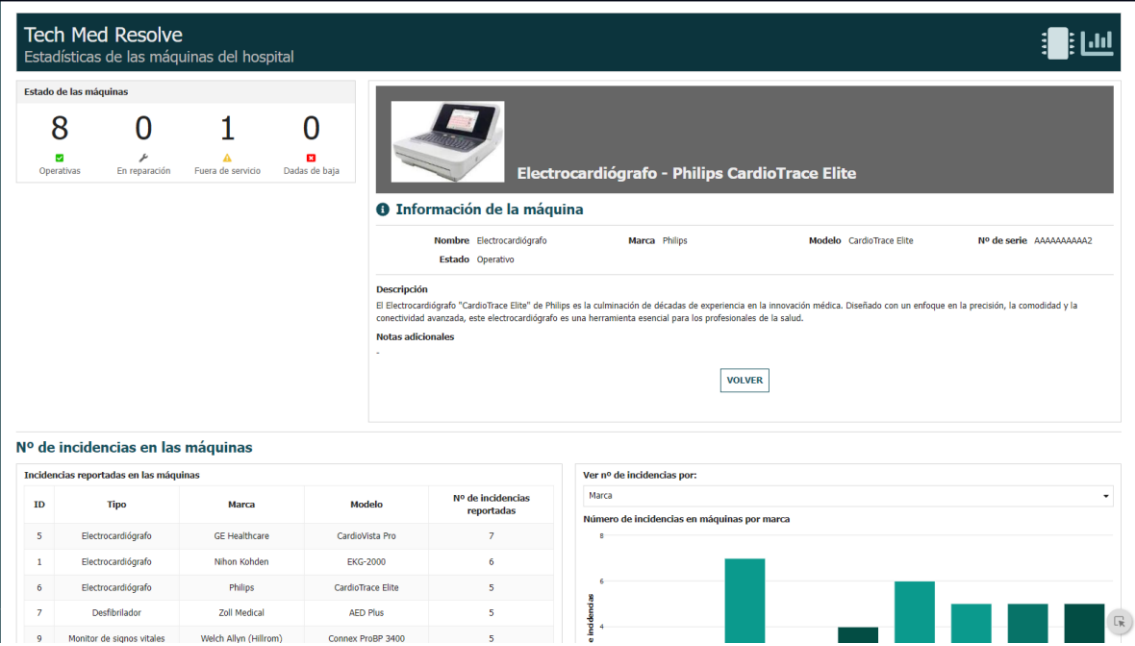 Tech Med Resolve
Estadísticas de las máquinas del hospital
Estado de las máquinas
8 0 1 0
Operativas En reparación Fuera de servicio Dadas de baja
Electrocardiógrafo - Philips CardioTrace Elite
Información de la máquina
Nombre Electrocardiógrafo Marca Philips Modelo CardioTrace Elite Nº de serie AAAAAAAAAA2
Estado Operativo
Descripción
El Electrocardiógrafo "CardioTrace Elite" de Philips es la culminación de décadas de experiencia en la innovación médica. Diseñado con un enfoque en la precisión, la comodidad y la
conectividad avanzada, este electrocardiógrafo es una herramienta esencial para los profesionales de la salud.
Notas adicionales
-
VOLVER
Nº de incidencias en las máquinas
Incidencias reportadas en las máquinas
ID Tipo Marca Modelo Nº de incidencias reportadas
5 Electrocardiógrafo GE Healthcare CardioVista Pro 7
1 Electrocardiógrafo Nihon Kohden EKG-2000 6
6 Electrocardiógrafo Philips CardioTrace Elite 5
7 Desfibrilador Zoll Medical AED Plus 5
9 Monitor de signos vitales Welch Allyn (Hillrom) Connex ProBP 3400 5
Ver nº de incidencias por:
Marca
Número de incidencias en máquinas por marca
8
6
4
e incidencias